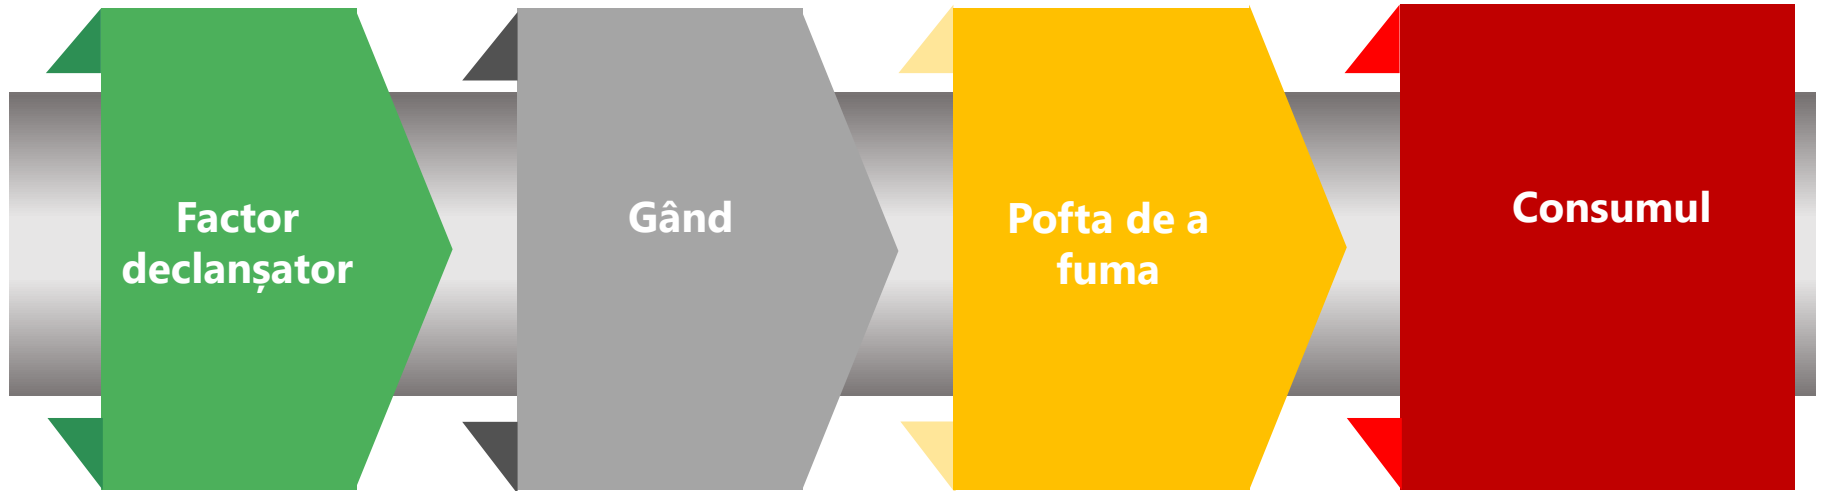 Factor
declanșator
Gând
Pofta de a
fuma
Consumul